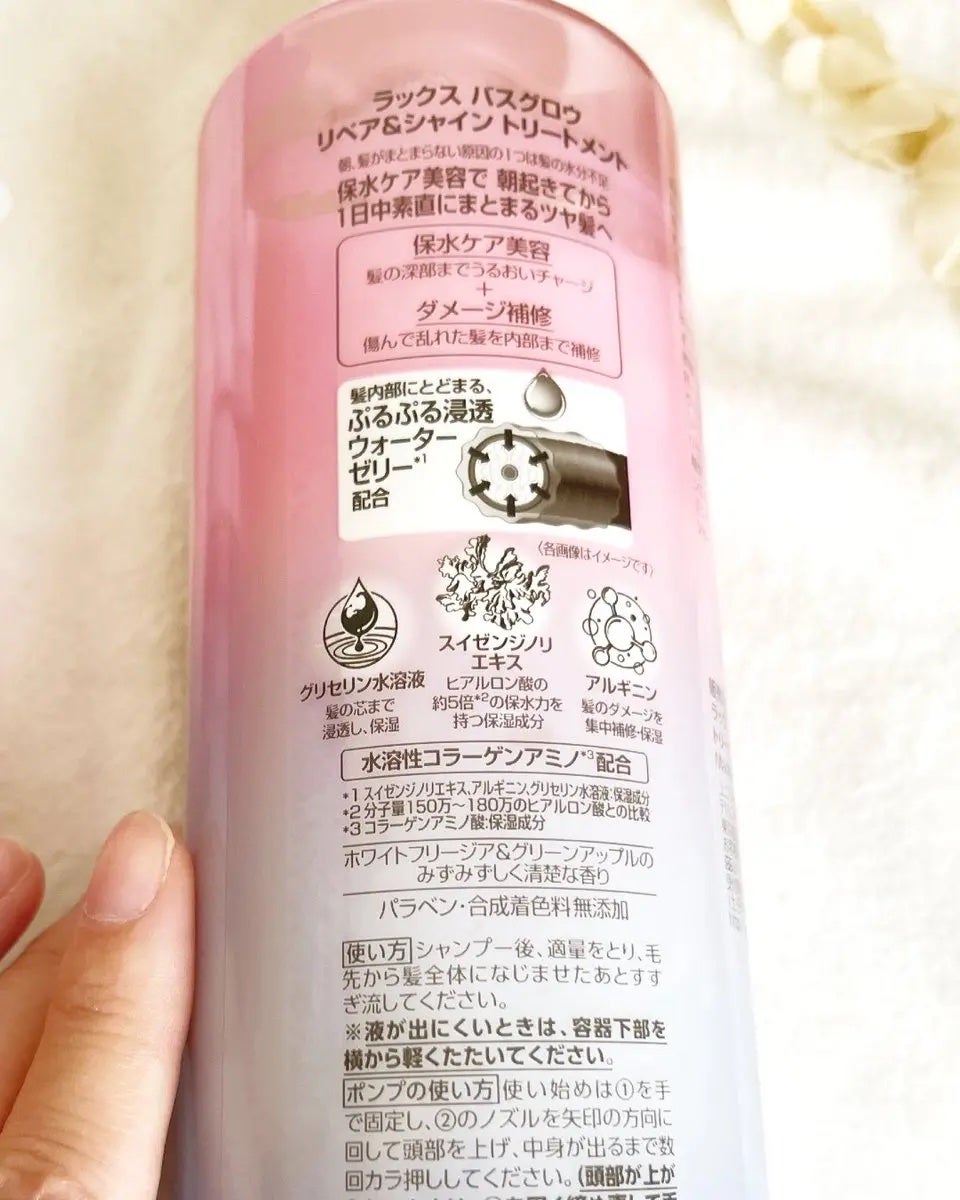 ラックス バスグロウ
リペア&シャイン トリートメント
朝、髪がまとまらない原因の1つは髪の水分不足
保水ケア美容で 朝起きてから
1日中素直にまとまるツヤ髪へ
保水ケア美容
髪の深部までうるおいチャージ
+
ダメージ補修
傷んで乱れた髪を内部まで補修
髪内部にとどまる、
ぷるぷる浸透
ウォーター
ゼリー*1
配合
(各画像はイメージです)
グリセリン水溶液
髪の芯まで
浸透し、保湿
スイゼンジノリ
エキス
ヒアルロン酸の
約5倍*2の保水力を
持つ保湿成分
アルギニン
髪のダメージを
集中補修・保湿
水溶性コラーゲンアミノ*3配合
*1 スイゼンジノリエキス、アルギニン、グリセリン水溶液:保湿成分
*2 分子量150万~180万のヒアルロン酸との比較
*3 コラーゲンアミノ酸:保湿成分
ホワイトフリージア&グリーンアップルの
みずみずしく清楚な香り
パラベン・合成着色料無添加
使い方 シャンプー後、適量をとり、毛
先から髪全体になじませたあとすす
ぎ流してください。
※液が出にくいときは、容器下部を
横から軽くたたいてください。
ポンプの使い方 使い始めは①を手
で固定し、②のノズルを矢印の方向に
回して頭部を上げ、中身が出るまで数
回カラ押ししてください。(頭部が上が